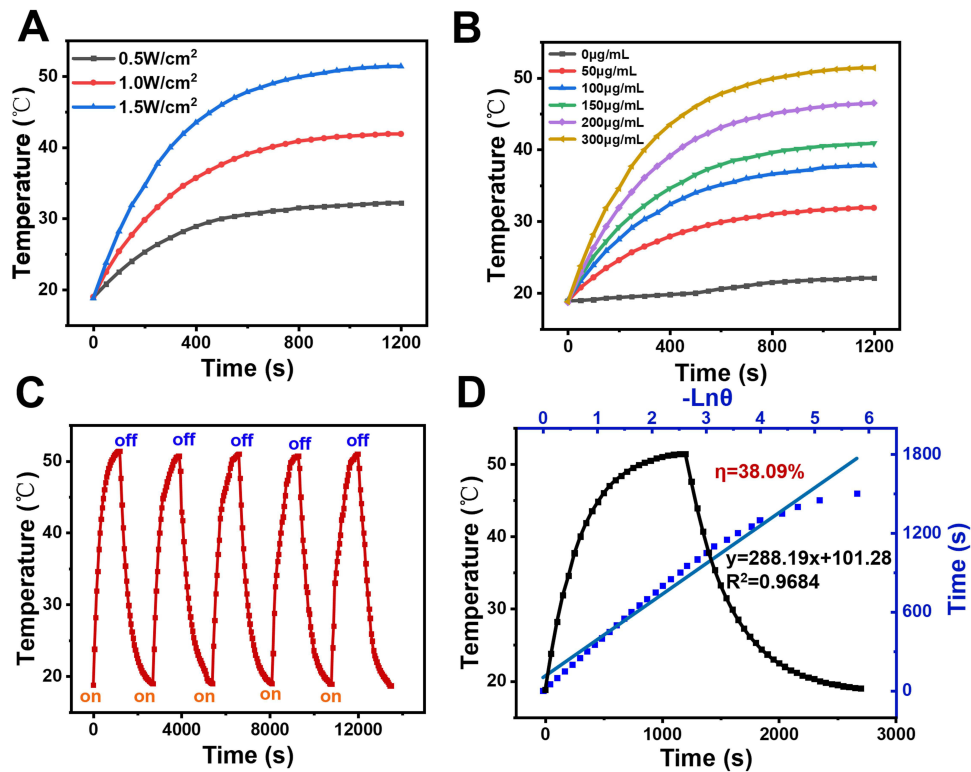 A
0.5W/cm²
1.0W/cm²
1.5W/cm²
Temperature (℃)
50
40
30
20
0 400 800 1200
Time (s)
B
0μg/mL
50μg/mL
100μg/mL
150μg/mL
200μg/mL
300μg/mL
Temperature (℃)
50
40
30
20
0 400 800 1200
Time (s)
C
off off off off off
Temperature (℃)
50
40
30
20
on on on on on
0 4000 8000 12000
Time (s)
D
-Lnθ
0 1 2 3 4 5 6
Temperature (℃)
50
40
30
20
η=38.09%
y=288.19x+101.28
R²=0.9684
1800
1200
600
0
Time (s)
0 1000 2000 3000
Time (s)